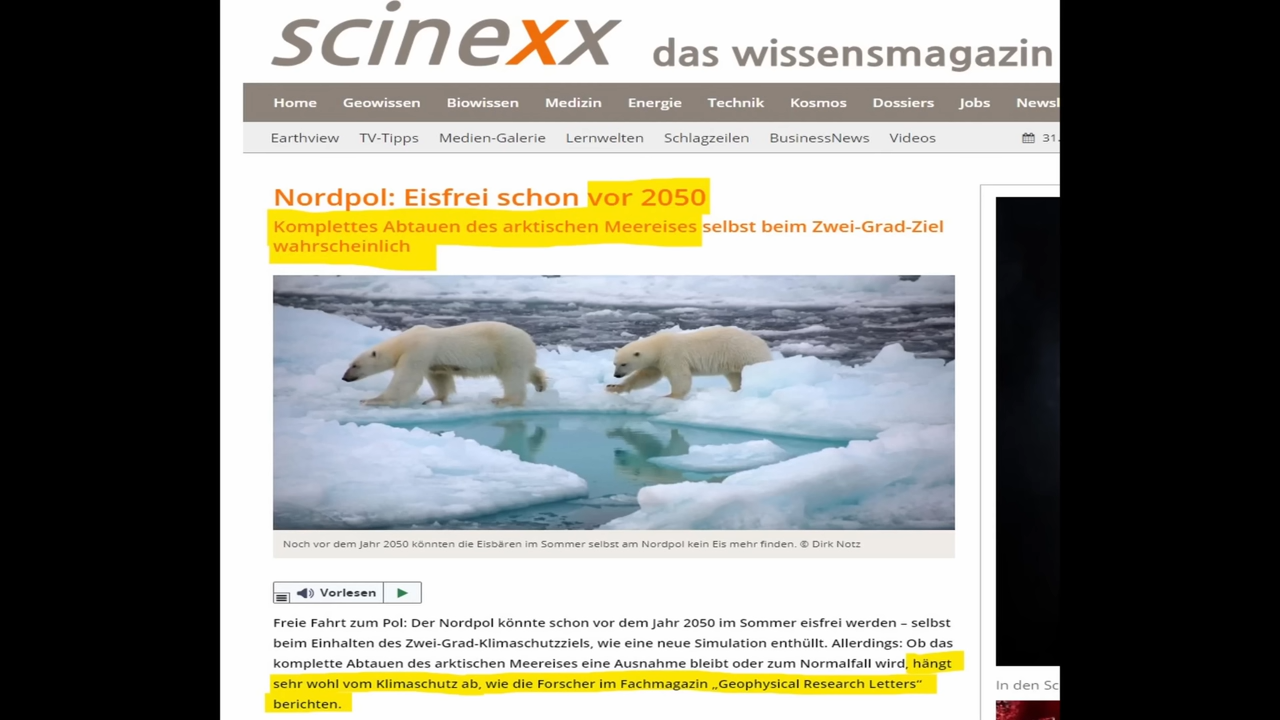 scinexx das wissensmagazin
Home Geowissen Biowissen Medizin Energie Technik Kosmos Dossiers Jobs
Earthview TV-Tipps Medien-Galerie Lernwelten Schlagzeilen BusinessNews Videos 31.
Nordpol: Eisfrei schon vor 2050
Komplettes Abtauen des arktischen Meereises selbst beim Zwei-Grad-Ziel
wahrscheinlich
Noch vor dem Jahr 2050 könnten die Eisbären im Sommer selbst am Nordpol kein Eis mehr finden. © Dirk Notz
Vorlesen
Freie Fahrt zum Pol: Der Nordpol könnte schon vor dem Jahr 2050 im Sommer eisfrei werden – selbst
beim Einhalten des Zwei-Grad-Klimaschutzziels, wie eine neue Simulation enthüllt. Allerdings: Ob das
komplette Abtauen des arktischen Meereises eine Ausnahme bleibt oder zum Normalfall wird, hängt
sehr wohl vom Klimaschutz ab, wie die Forscher im Fachmagazin „Geophysical Research Letters“
berichten.
In den